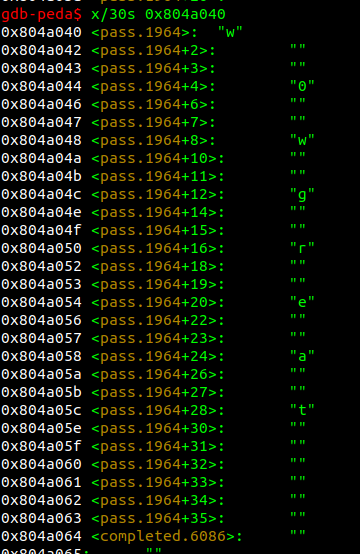 gdb-peda$ x/30s 0x804a040
0x804a040 <pass.1964>: "w"
0x804a042 <pass.1964+2>: ""
0x804a043 <pass.1964+3>: ""
0x804a044 <pass.1964+4>: "0"
0x804a046 <pass.1964+6>: ""
0x804a047 <pass.1964+7>: ""
0x804a048 <pass.1964+8>: "w"
0x804a04a <pass.1964+10>: ""
0x804a04b <pass.1964+11>: ""
0x804a04c <pass.1964+12>: "g"
0x804a04e <pass.1964+14>: ""
0x804a04f <pass.1964+15>: ""
0x804a050 <pass.1964+16>: "r"
0x804a052 <pass.1964+18>: ""
0x804a053 <pass.1964+19>: ""
0x804a054 <pass.1964+20>: "e"
0x804a056 <pass.1964+22>: ""
0x804a057 <pass.1964+23>: ""
0x804a058 <pass.1964+24>: "a"
0x804a05a <pass.1964+26>: ""
0x804a05b <pass.1964+27>: ""
0x804a05c <pass.1964+28>: "t"
0x804a05e <pass.1964+30>: ""
0x804a05f <pass.1964+31>: ""
0x804a060 <pass.1964+32>: ""
0x804a061 <pass.1964+33>: ""
0x804a062 <pass.1964+34>: ""
0x804a063 <pass.1964+35>: ""
0x804a064 <completed.6086>: ""
0x804a065: ""